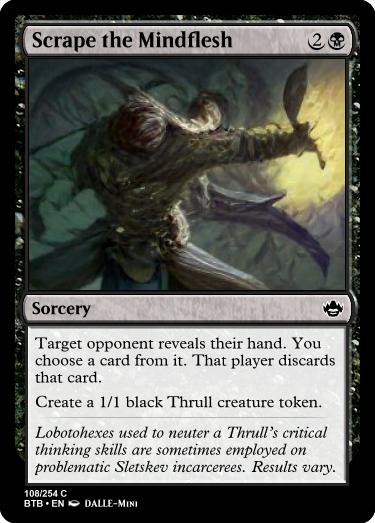 Scrape the Mindflesh 2
Sorcery
Target opponent reveals their hand. You
choose a card from it. That player discards
that card.
Create a 1/1 black Thrull creature token.
Lobotohexes used to neuter a Thrull's critical
thinking skills are sometimes employed on
problematic Sletskev incarcerees. Results vary.
108/254 C
BTB • EN DALLE-Mini